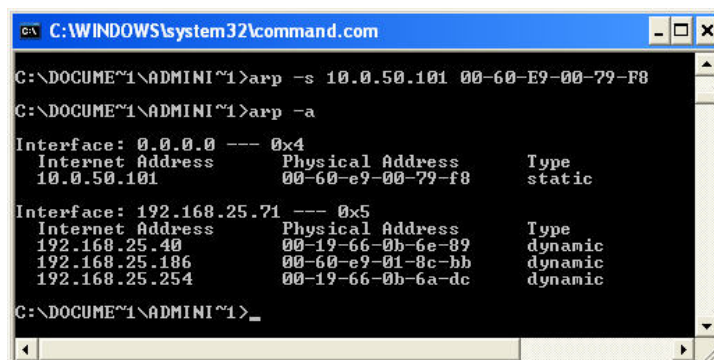 C:\WINDOWS\system32\command.com
C:\DOCUME~1\ADMINI~1>arp -s 10.0.50.101 00-60-E9-00-79-F8
C:\DOCUME~1\ADMINI~1>arp -a
Interface: 0.0.0.0 --- 0x4
Internet Address Physical Address Type
10.0.50.101 00-60-e9-00-79-f8 static
Interface: 192.168.25.71 --- 0x5
Internet Address Physical Address Type
192.168.25.40 00-19-66-0b-6e-89 dynamic
192.168.25.186 00-60-e9-01-8c-bb dynamic
192.168.25.254 00-19-66-0b-6a-dc dynamic
C:\DOCUME~1\ADMINI~1>_